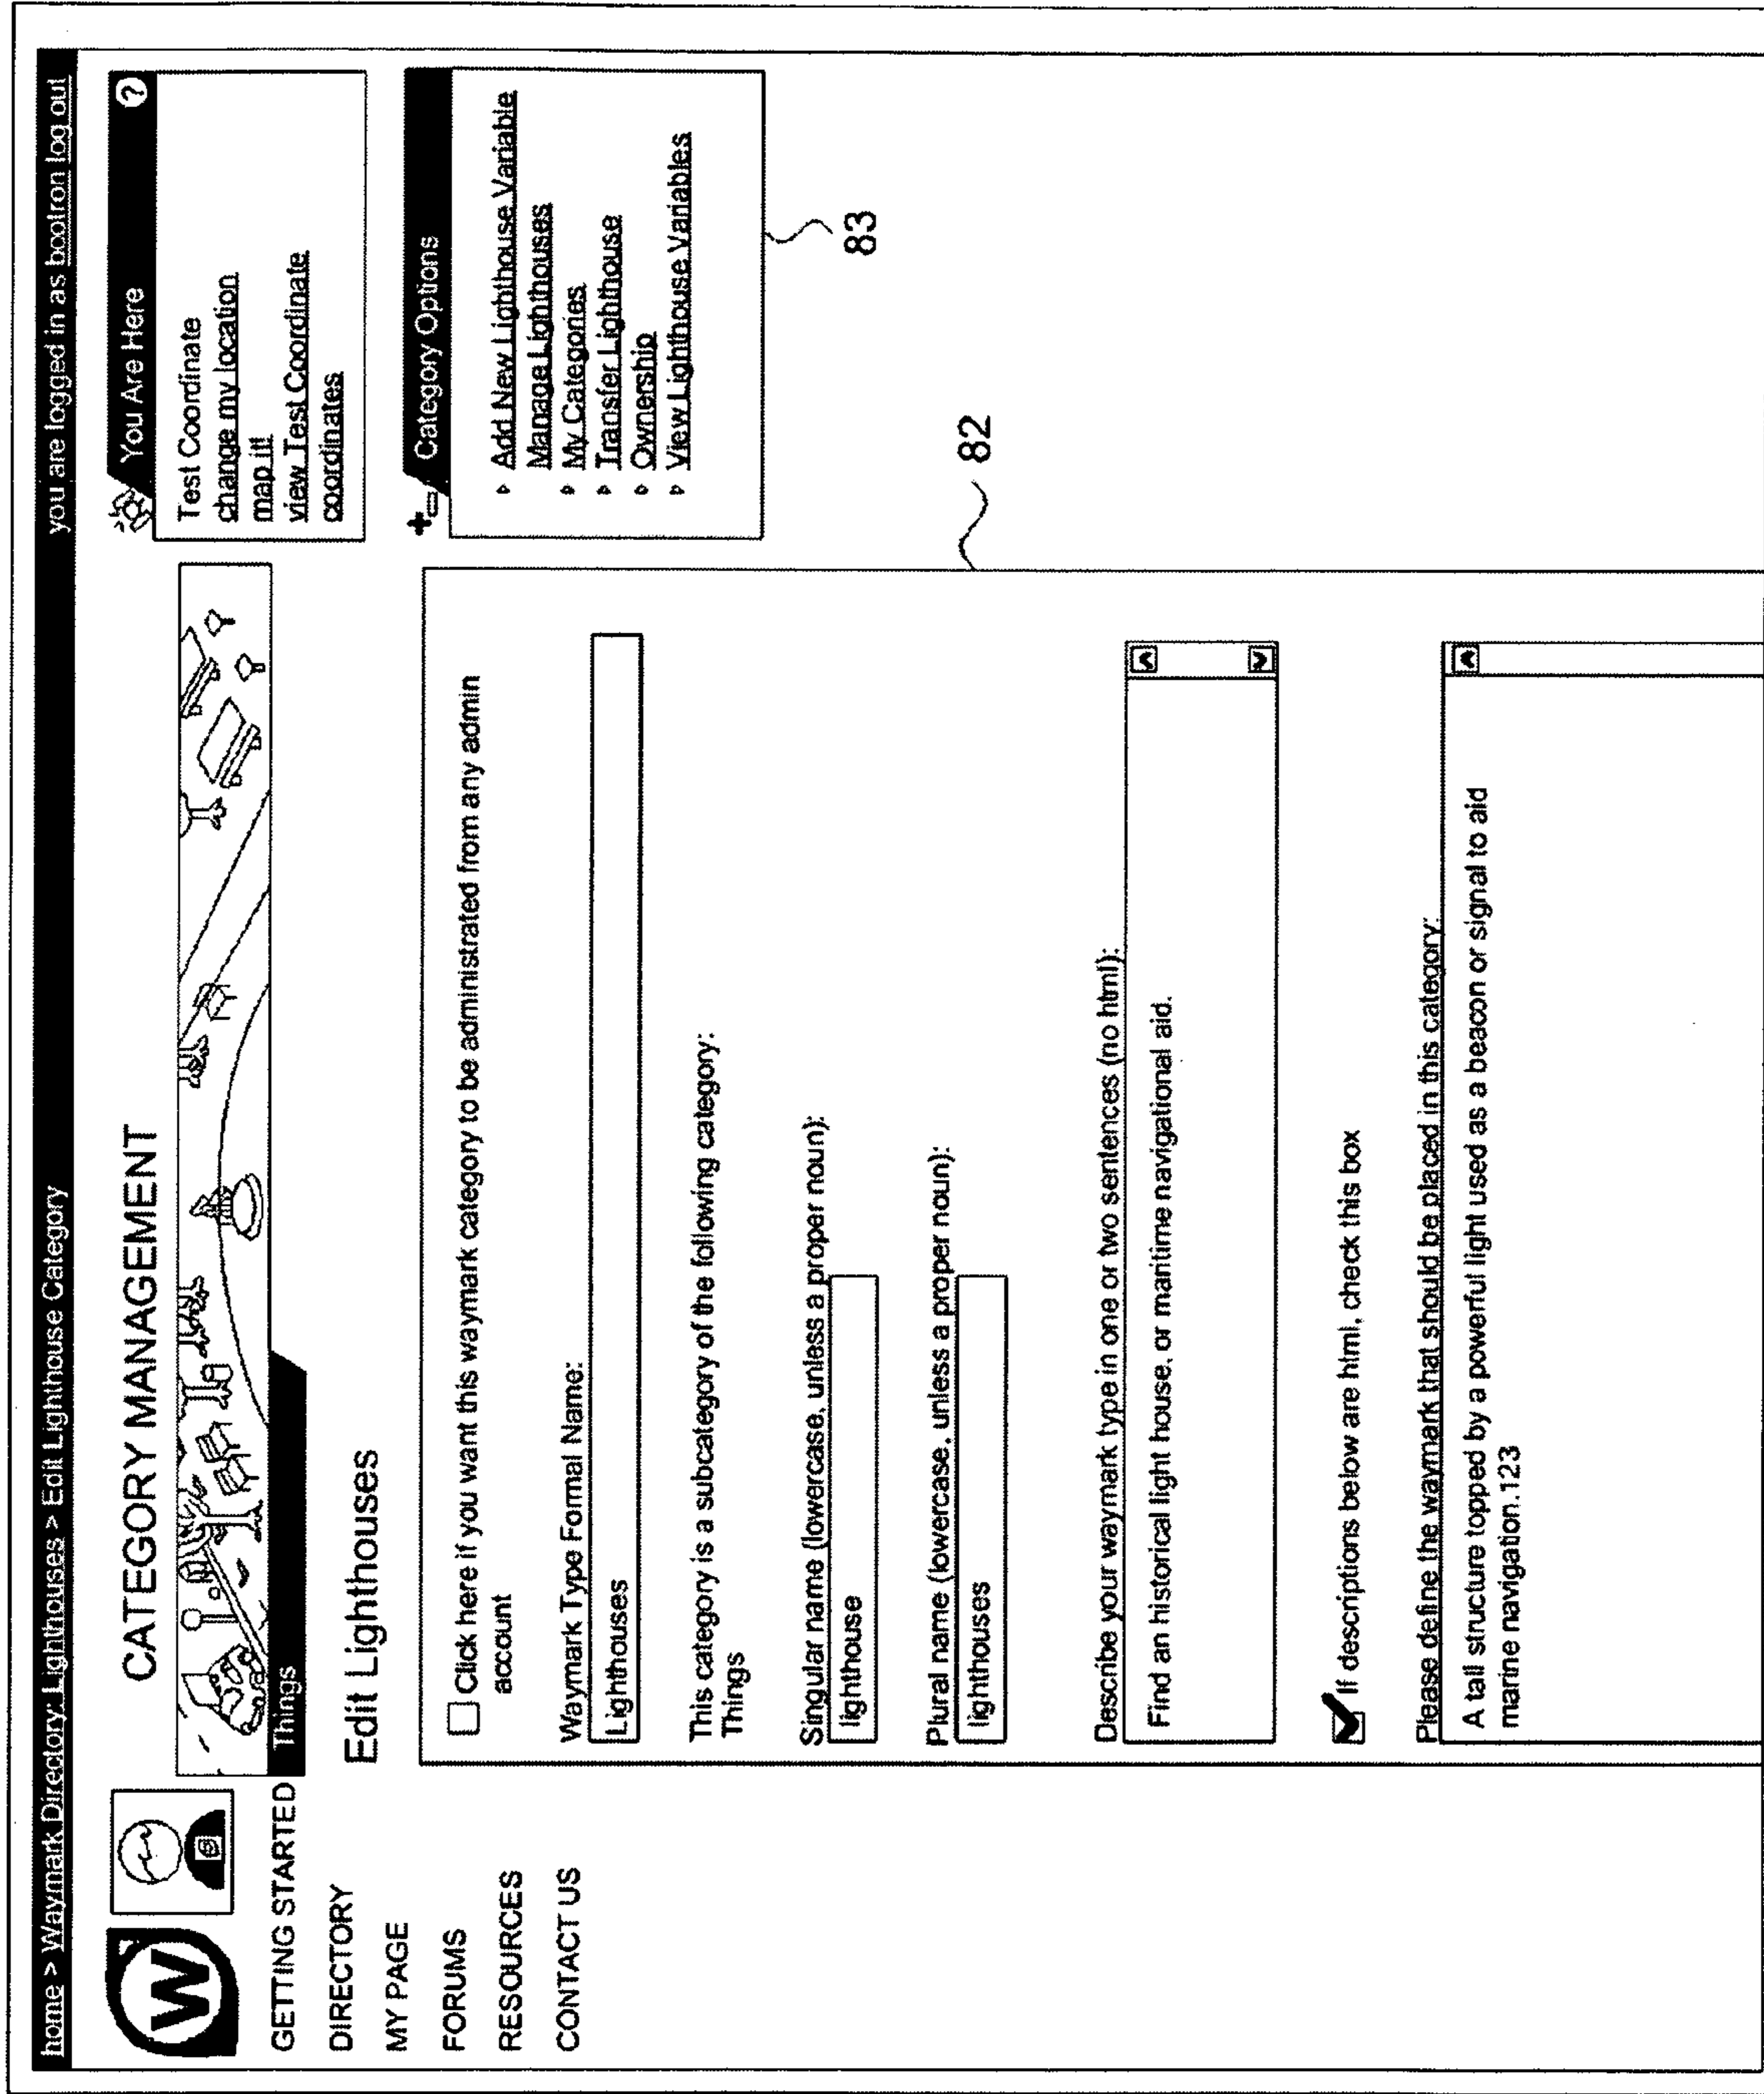 home > Waymark Directory: Lighthouses > Edit Lighthouse Category
you are logged in as bootron log out
W
GETTING STARTED
DIRECTORY
MY PAGE
FORUMS
RESOURCES
CONTACT US
CATEGORY MANAGEMENT
Things
Edit Lighthouses
Click here if you want this waymark category to be administrated from any admin
account
Waymark Type Formal Name:
Lighthouses
This category is a subcategory of the following category:
Things
Singular name (lowercase, unless a proper noun):
lighthouse
Plural name (lowercase, unless a proper noun):
lighthouses
Describe your waymark type in one or two sentences (no html):
Find an historical light house, or maritime navigational aid.
If descriptions below are html, check this box
Please define the waymark that should be placed in this category:
A tall structure topped by a powerful light used as a beacon or signal to aid
marine navigation.123
82
You Are Here ?
Test Coordinate
change my location
map it!
view Test Coordinate
coordinates
Category Options
Add New Lighthouse Variable
Manage Lighthouses
My Categories
Transfer Lighthouse
Ownership
View Lighthouse Variables
83